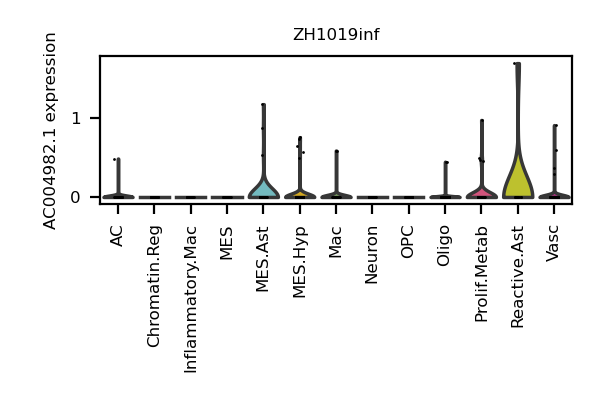 ZH1019inf
AC004982.1 expression
1
0
AC
Chromatin.Reg
Inflammatory.Mac
MES
MES.Ast
MES.Hyp
Mac
Neuron
OPC
Oligo
Prolif.Metab
Reactive.Ast
Vasc